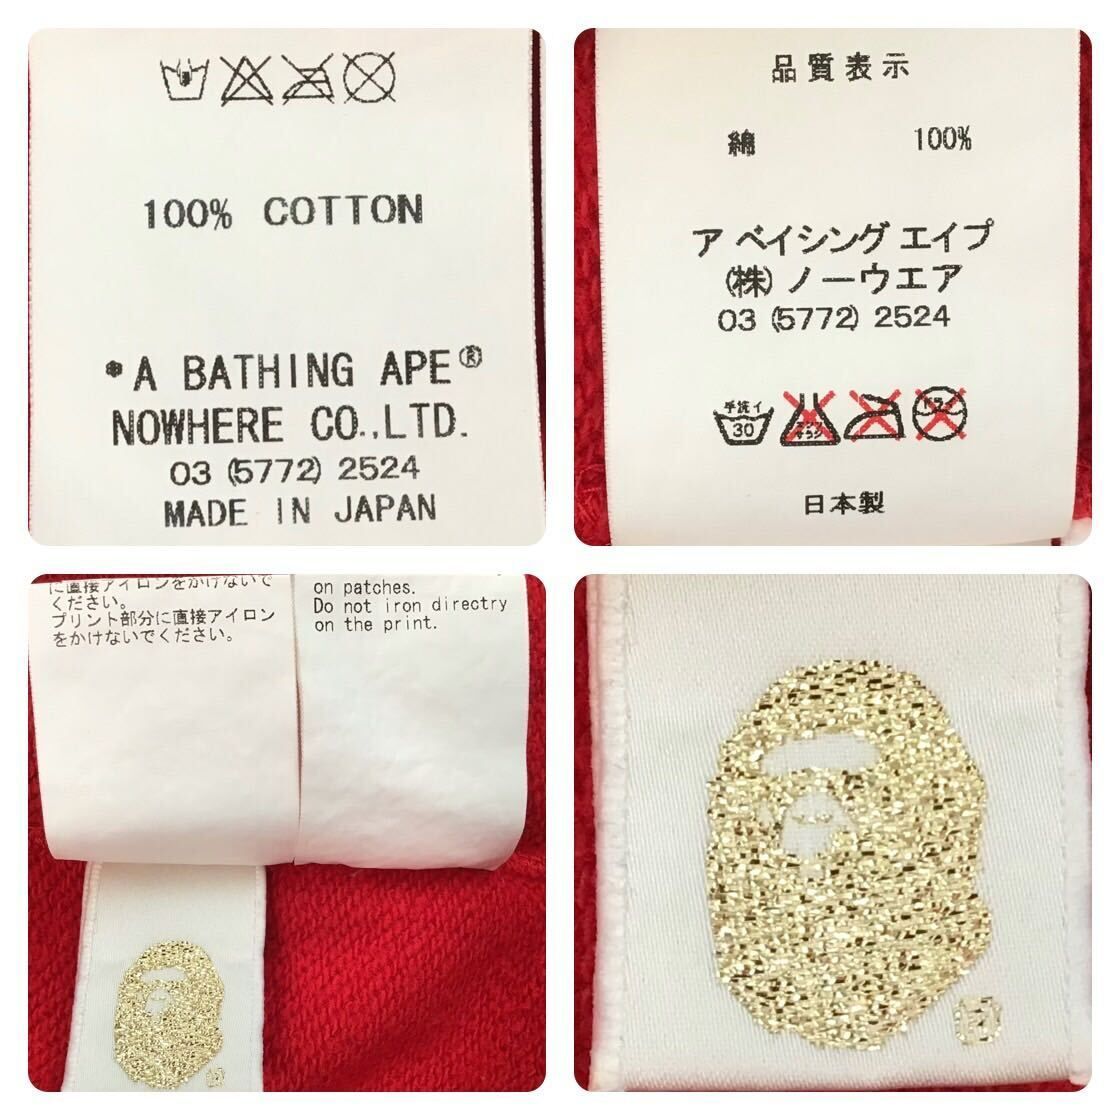 100% COTTON
*A BATHING APE®
NOWHERE CO.,LTD.
03 (5772) 2524
MADE IN JAPAN
品質表示
綿 100%
ア ベイシング エイプ
(株) ノーウエア
03 (5772) 2524
手洗イ
30
日本製
に直接アイロンをかけないで
ください。
プリント部分に直接アイロン
をかけないでください。
on patches.
Do not iron directry
on the print.
®
®